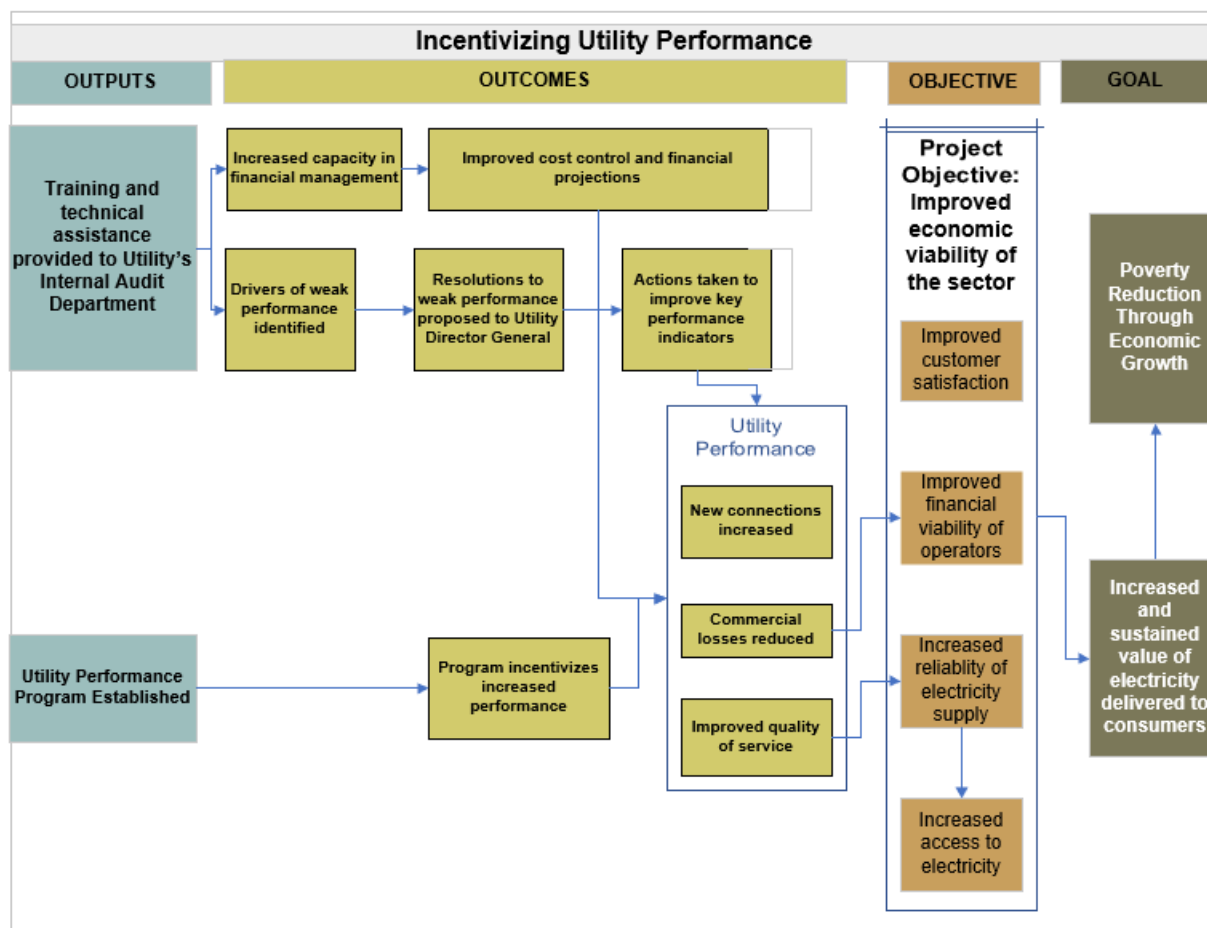 Incentivizing Utility Performance
OUTPUTS
OUTCOMES
OBJECTIVE
GOAL
Training and
technical
assistance
provided to Utility's
Internal Audit
Department
Increased capacity in
financial management
Improved cost control and financial
projections
Drivers of weak
performance
identified
Resolutions to
weak performance
proposed to Utility
Director General
Actions taken to
improve key
performance
indicators
Utility
Performance
New connections
increased
Commercial
losses reduced
Improved quality
of service
Utility Performance
Program Established
Program incentivizes
increased
performance
Project
Objective:
Improved
economic
viability of
the sector
Improved
customer
satisfaction
Improved
financial
viability of
operators
Increased
reliablity of
electricity
supply
Increased
access to
electricity
Poverty
Reduction
Through
Economic
Growth
Increased
and
sustained
value of
electricity
delivered to
consumers